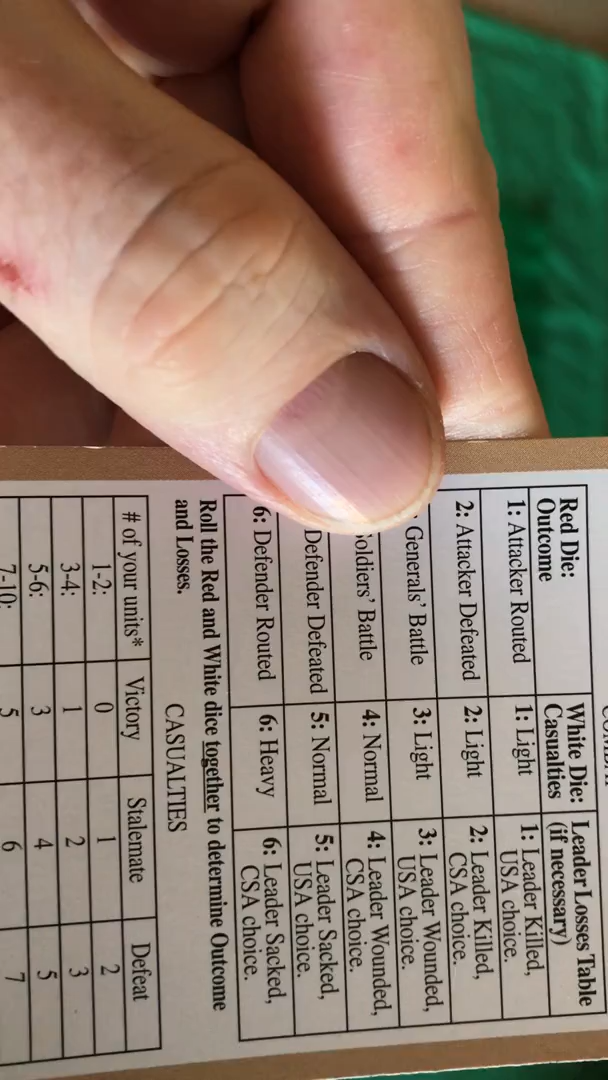 Red Die: White Die: Leader Losses Table
Outcome Casualties (if necessary)
1: Attacker Routed 1: Light 1: Leader Killed,
USA choice.
2: Attacker Defeated 2: Light 2: Leader Killed,
CSA choice.
Generals' Battle 3: Light 3: Leader Wounded,
USA choice.
oldiers' Battle 4: Normal 4: Leader Wounded,
CSA choice.
Defender Defeated 5: Normal 5: Leader Sacked,
USA choice.
6: Defender Routed 6: Heavy 6: Leader Sacked,
CSA choice.
Roll the Red and White dice together to determine Outcome
and Losses.
CASUALTIES
# of your units* Victory Stalemate Defeat
1-2: 0 1 2
3-4: 1 2 3
5-6: 3 4 5
7-10: 5 6 7